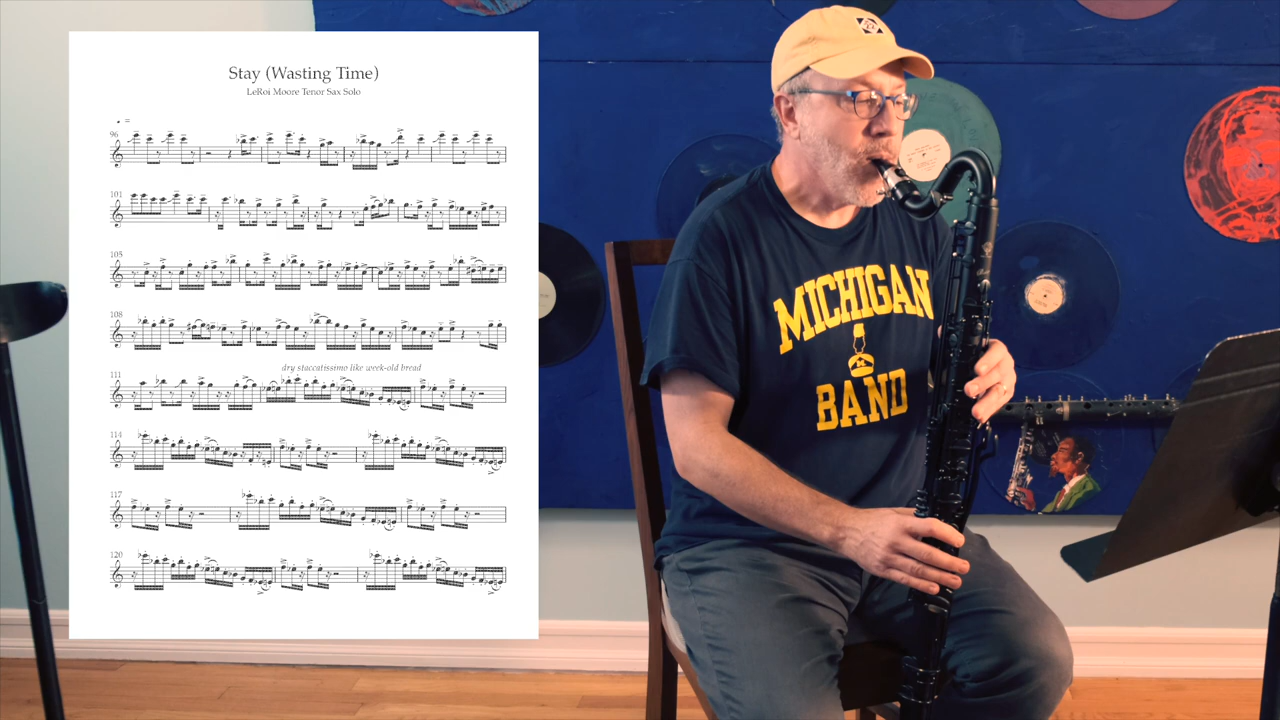 Stay (Wasting Time)
LeRoi Moore Tenor Sax Solo
96
101
105
108
111
dry staccatissimo like week-old bread
114
117
120
MICHIGAN
BAND